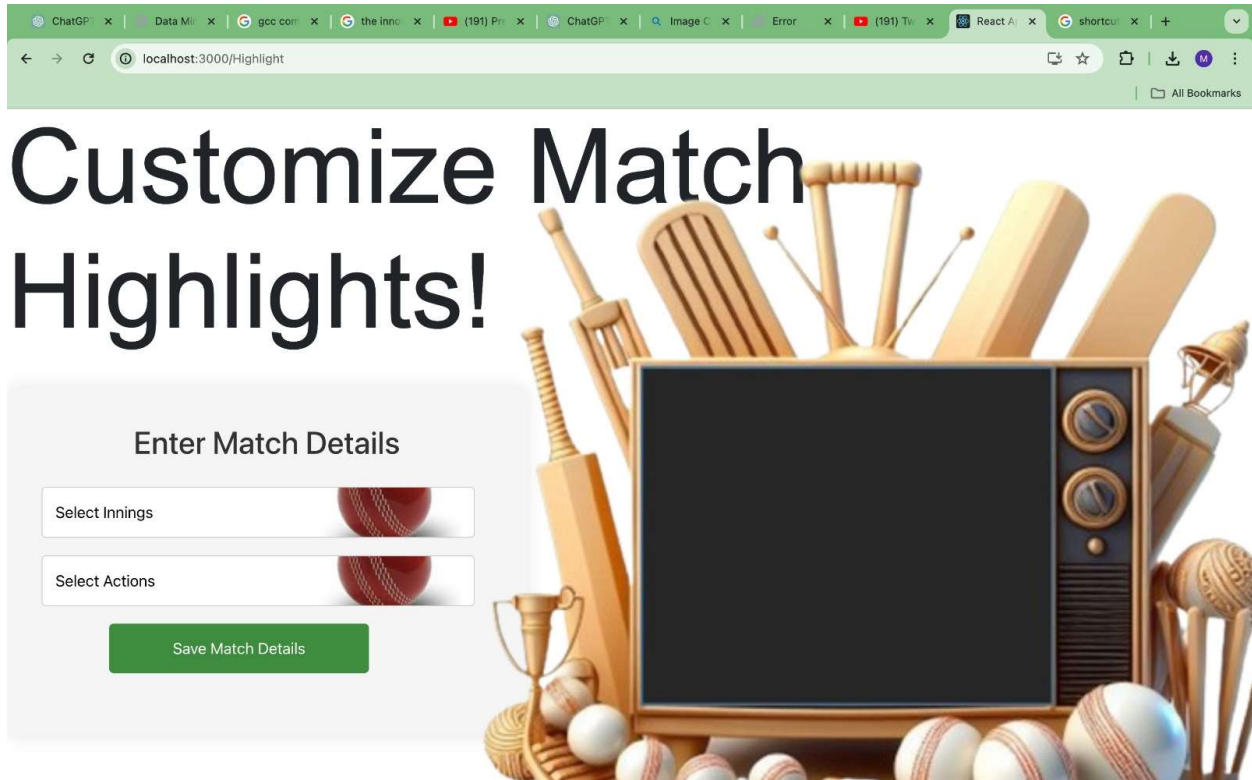 ChatGPT
Data Mi
gcc com
the inno
(191) Pr
ChatGPT
Image C
Error
(191) Tw
React A
shortcu
localhost:3000/Highlight
M
All Bookmarks
Customize Match
Highlights!
Enter Match Details
Select Innings
Select Actions
Save Match Details